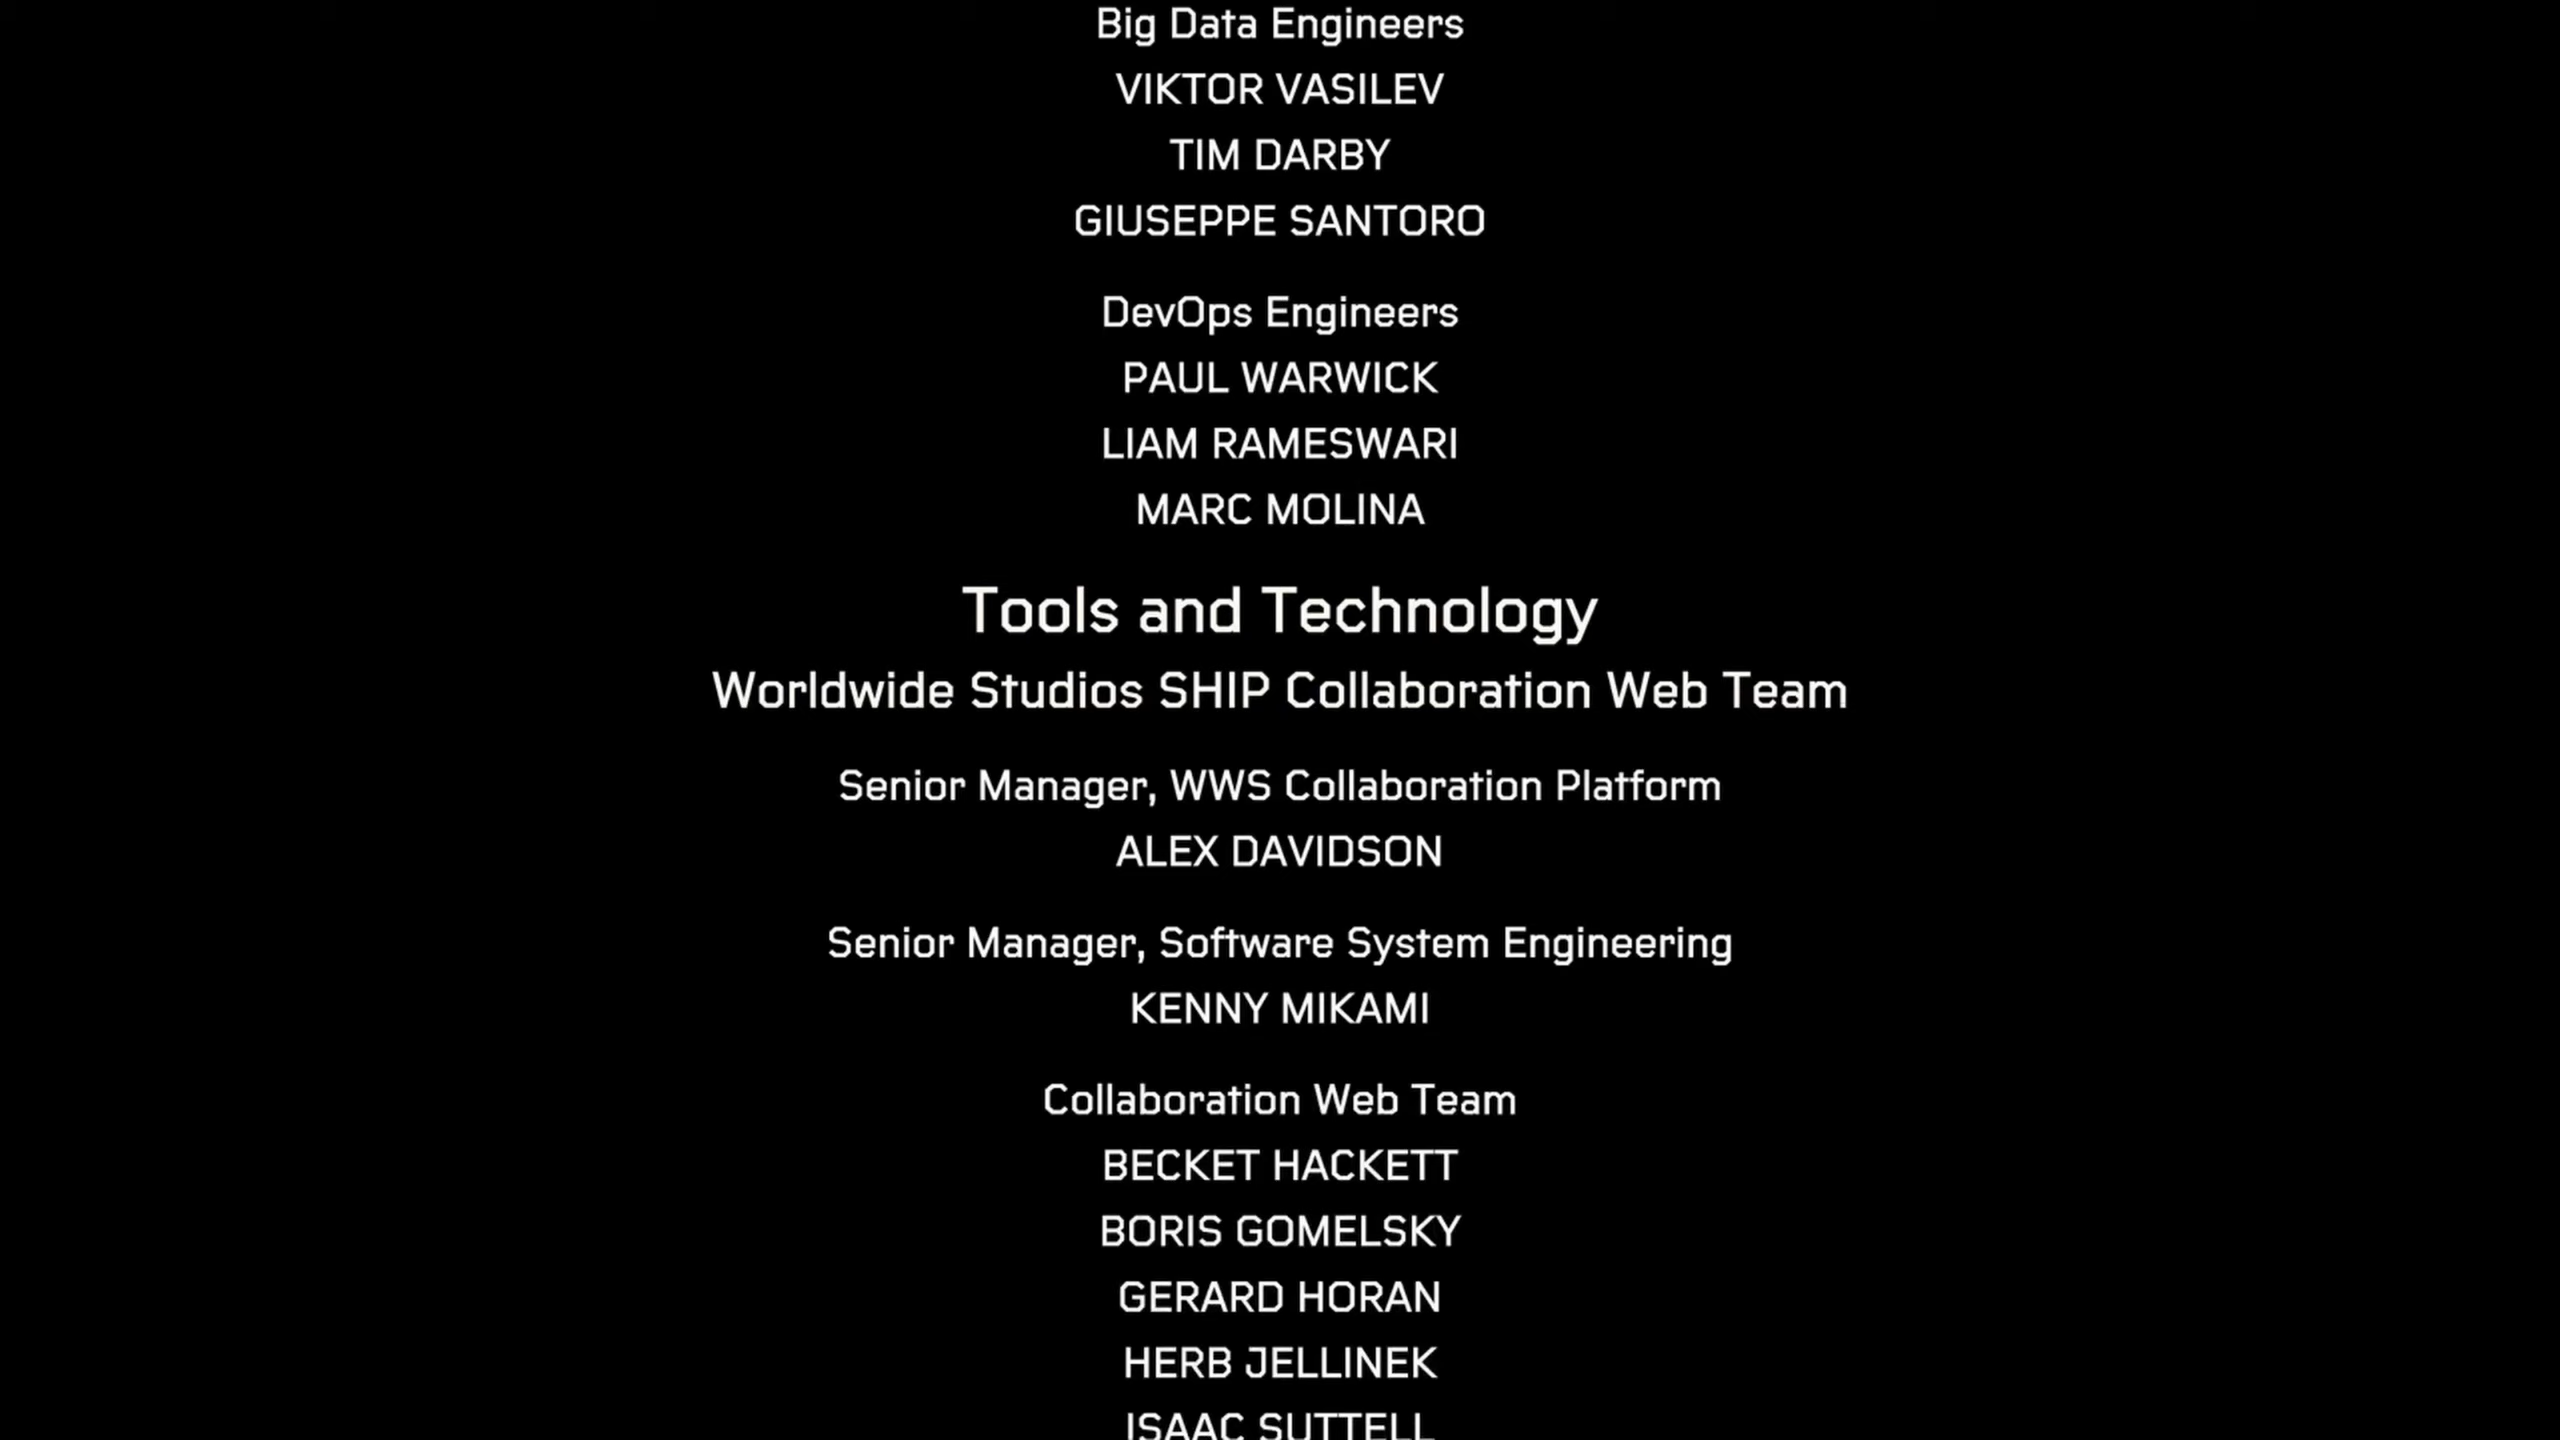 Big Data Engineers
VIKTOR VASILEV
TIM DARBY
GIUSEPPE SANTORO
DevOps Engineers
PAUL WARWICK
LIAM RAMESWARI
MARC MOLINA
Tools and Technology
Worldwide Studios SHIP Collaboration Web Team
Senior Manager, WWS Collaboration Platform
ALEX DAVIDSON
Senior Manager, Software System Engineering
KENNY MIKAMI
Collaboration Web Team
BECKET HACKETT
BORIS GOMELSKY
GERARD HORAN
HERB JELLINEK
ISAAC SUTTELL